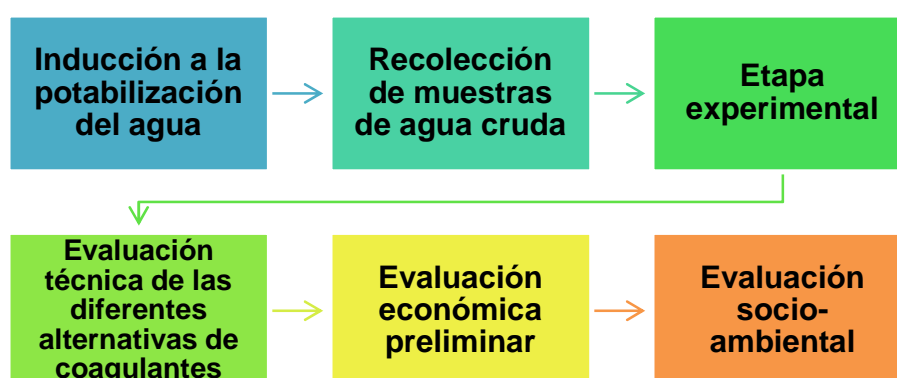 Inducción a la
potabilización
del agua
Recolección
de muestras
de agua cruda
Etapa
experimental
Evaluación
técnica de las
diferentes
alternativas de
coagulantes
Evaluación
económica
preliminar
Evaluación
socio-
ambiental